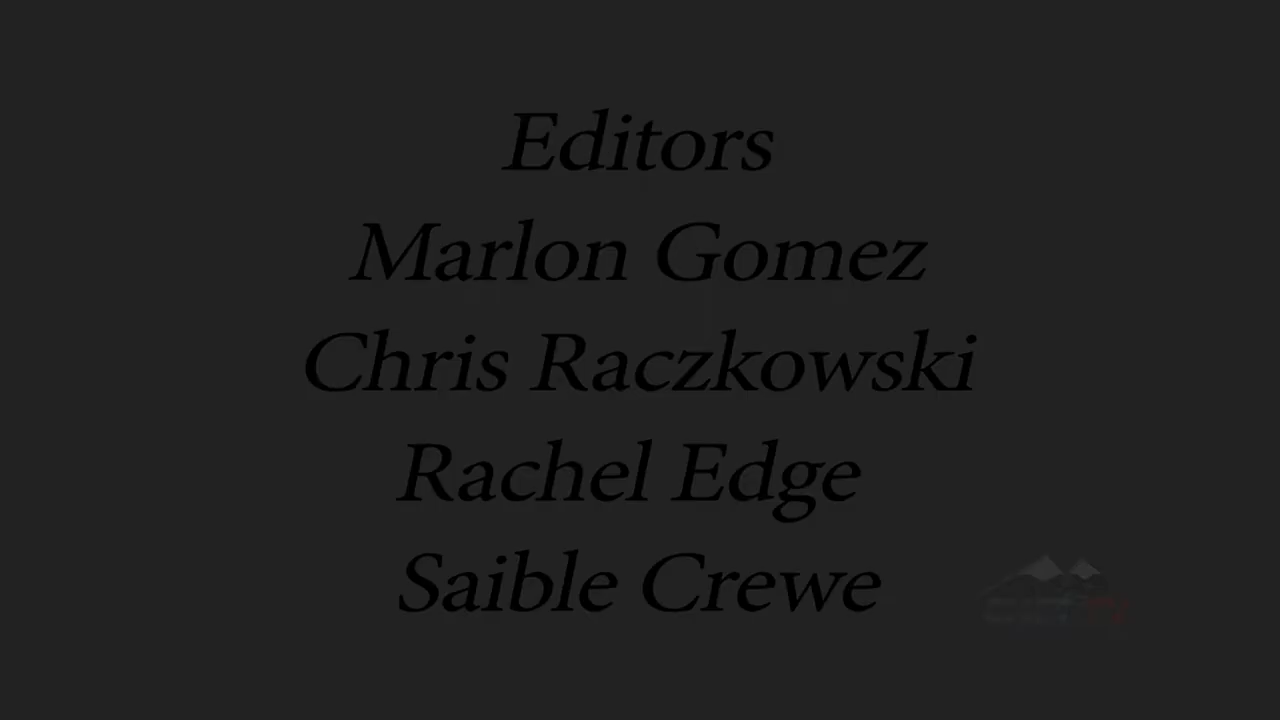 Editors
Marlon Gomez
Chris Raczkowski
Rachel Edge
Saible Crewe